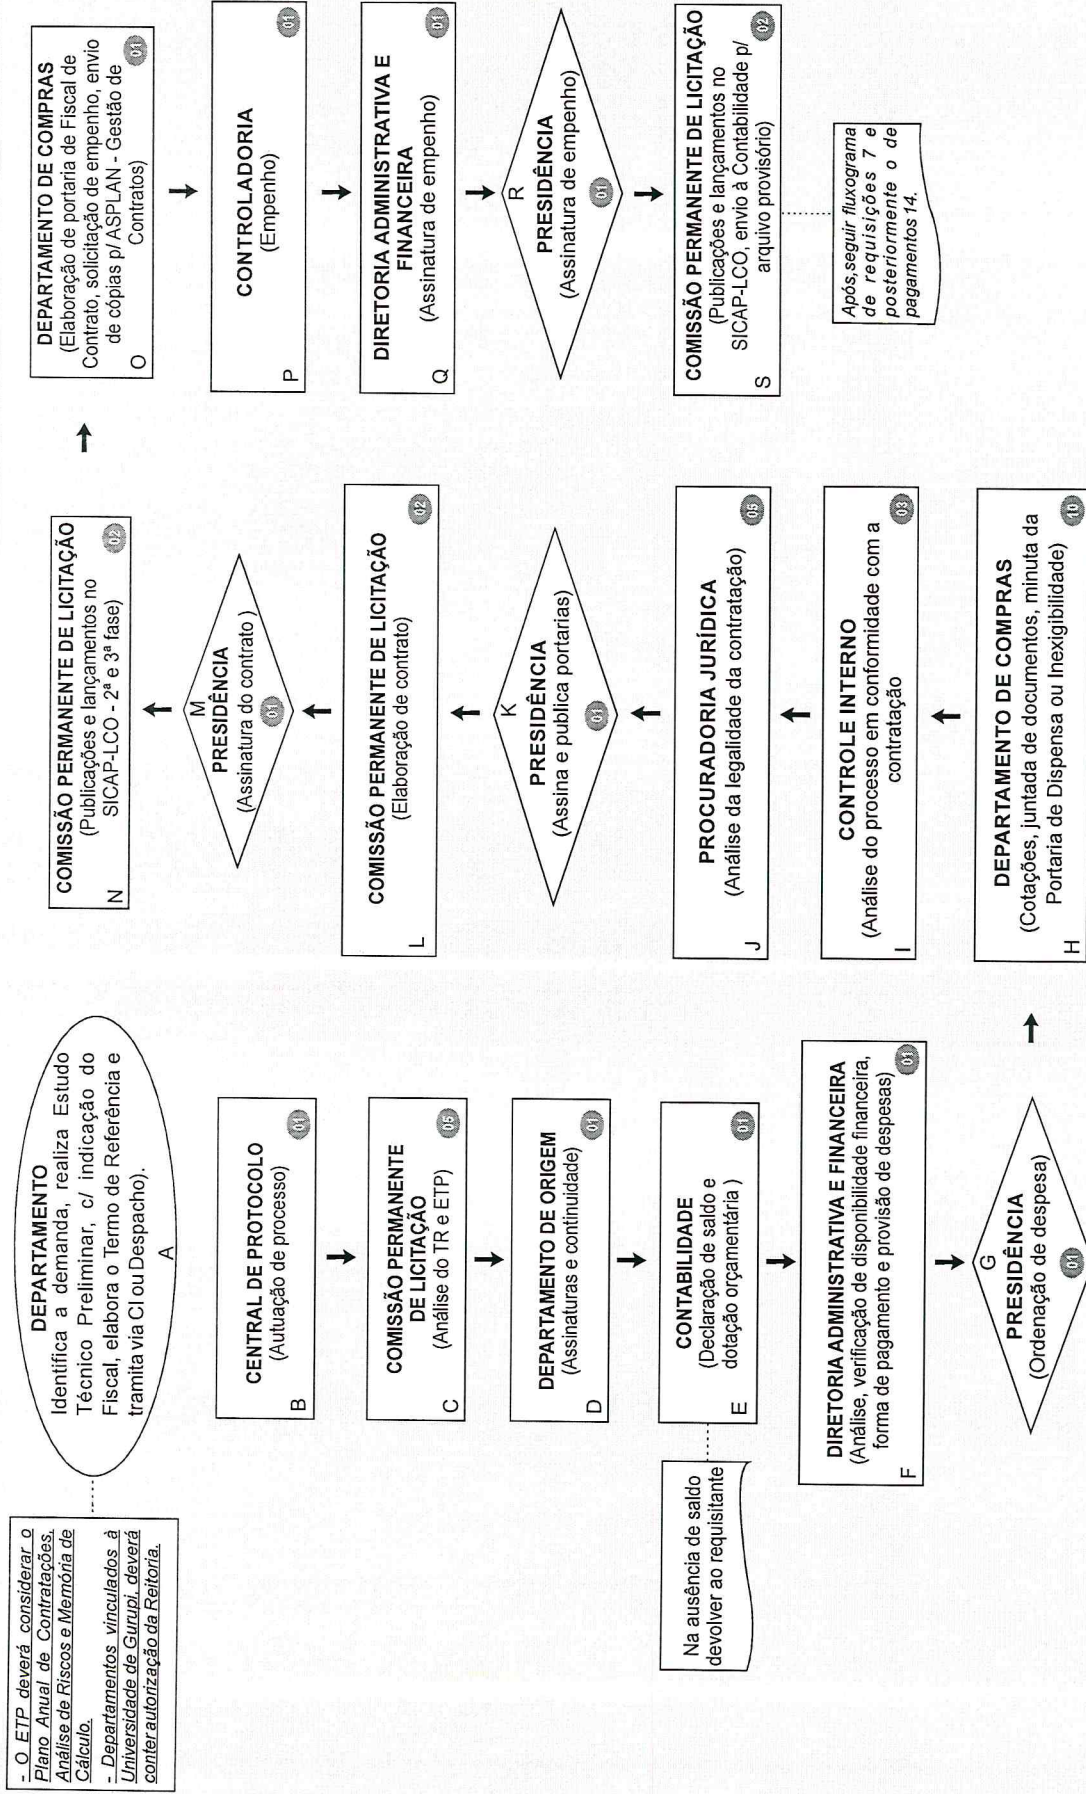 - O ETP deverá considerar o
Plano Anual de Contratações,
Análise de Riscos e Memória de
Cálculo.
- Departamentos vinculados à
Universidade de Gurupi, deverá
conter autorização da Reitoria.
DEPARTAMENTO
Identifica a demanda, realiza Estudo
Técnico Preliminar, c/ indicação do
Fiscal, elabora o Termo de Referência e
tramita via CI ou Despacho).
A
CENTRAL DE PROTOCOLO
(Autuação de processo)
B
01
COMISSÃO PERMANENTE
DE LICITAÇÃO
(Análise do TR e ETP)
C
05
DEPARTAMENTO DE ORIGEM
(Assinaturas e continuidade)
D
01
CONTABILIDADE
(Declaração de saldo e
dotação orçamentária )
E
01
Na ausência de saldo
devolver ao requisitante
DIRETORIA ADMINISTRATIVA E FINANCEIRA
(Análise, verificação de disponibilidade financeira,
forma de pagamento e provisão de despesas)
F
01
G
PRESIDÊNCIA
(Ordenação de despesa)
01
DEPARTAMENTO DE COMPRAS
(Cotações, juntada de documentos, minuta da
Portaria de Dispensa ou Inexigibilidade)
H
10
CONTROLE INTERNO
(Análise do processo em conformidade com a
contratação
I
03
PROCURADORIA JURÍDICA
(Análise da legalidade da contratação)
J
05
K
PRESIDÊNCIA
(Assina e publica portarias)
01
COMISSÃO PERMANENTE DE LICITAÇÃO
(Elaboração de contrato)
L
02
M
PRESIDÊNCIA
(Assinatura do contrato )
01
COMISSÃO PERMANENTE DE LICITAÇÃO
(Publicações e lançamentos no
SICAP-LCO - 2ª e 3ª fase)
N
02
DEPARTAMENTO DE COMPRAS
(Elaboração de portaria de Fiscal de
Contrato, solicitação de empenho, envio
de cópias p/ ASPLAN - Gestão de
Contratos)
O
01
CONTROLADORIA
(Empenho)
P
01
DIRETORIA ADMINISTRATIVA E
FINANCEIRA
(Assinatura de empenho)
Q
01
R
PRESIDÊNCIA
(Assinatura de empenho)
01
COMISSÃO PERMANENTE DE LICITAÇÃO
(Publicações e lançamentos no
SICAP-LCO, envio à Contabilidade p/
arquivo provisório)
S
02
Após,seguir fluxograma
de requisições 7 e
posteriormente o de
pagamentos 14.